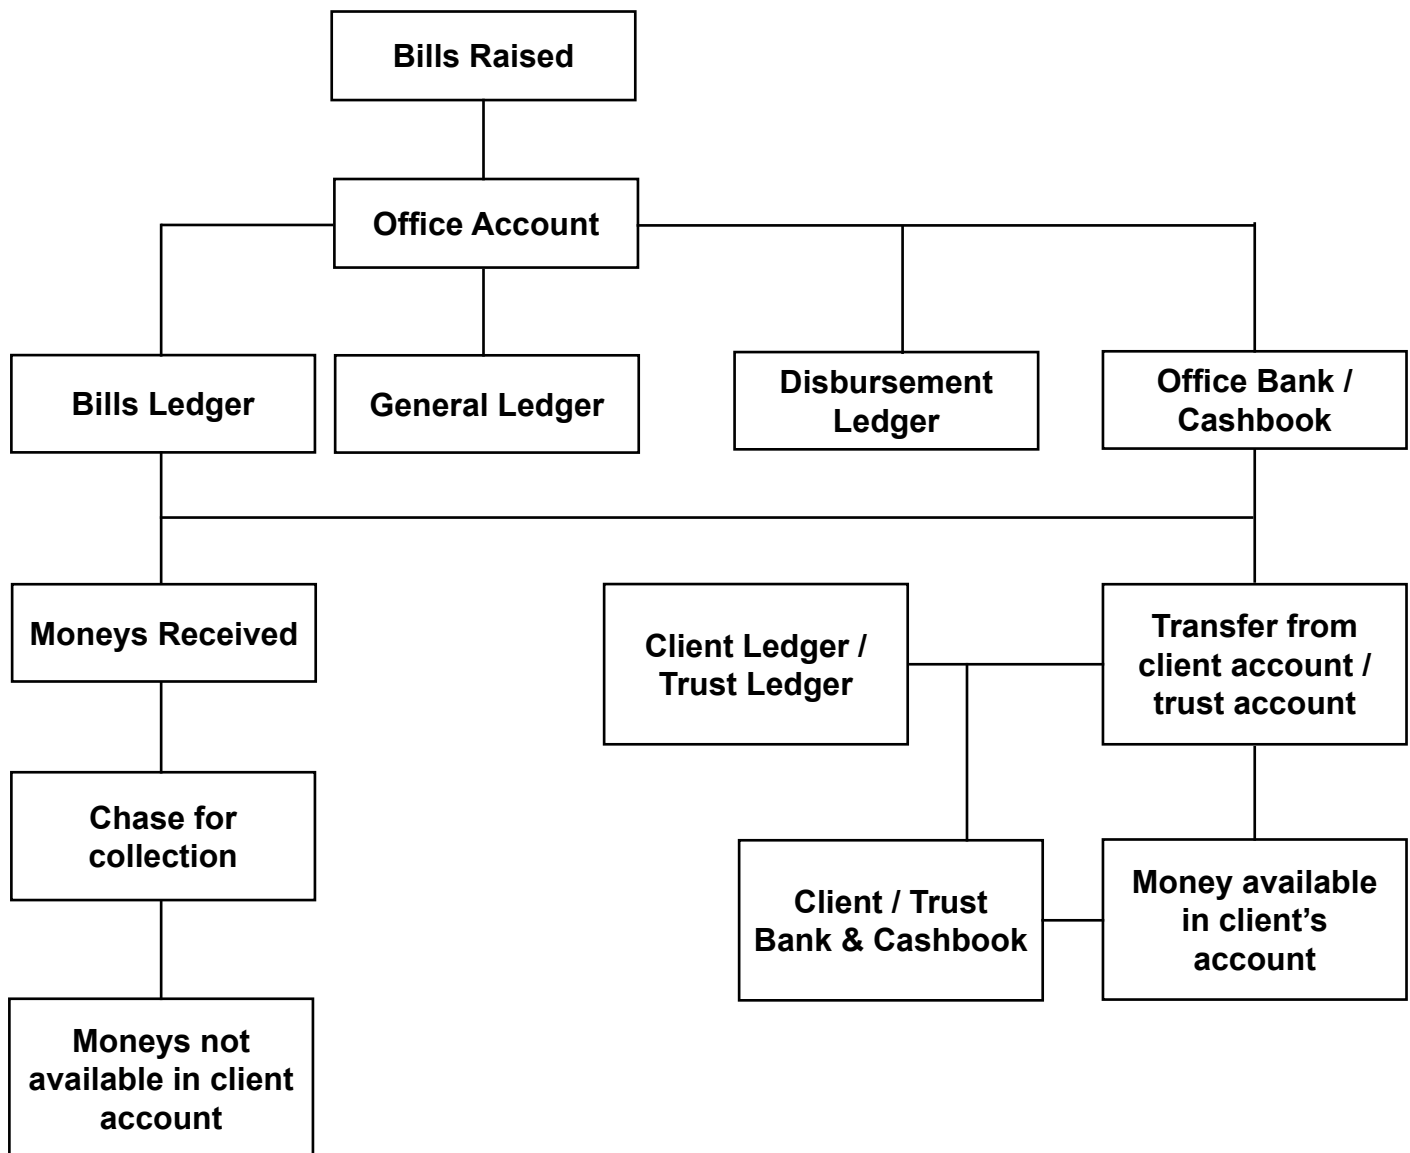 Bills Raised
Office Account
Bills Ledger
General Ledger
Disbursement
Ledger
Office Bank /
Cashbook
Moneys Received
Client Ledger /
Trust Ledger
Transfer from
client account /
trust account
Chase for
collection
Client / Trust
Bank & Cashbook
Money available
in client’s
account
Moneys not
available in client
account